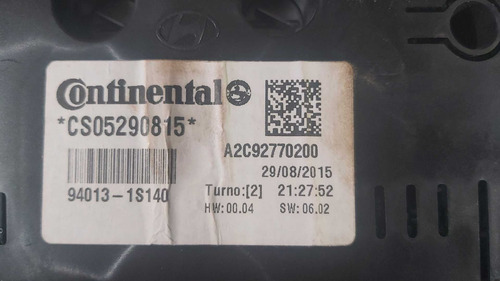 Continental
*CS05290815*
A2C92770200
29/08/2015
94013-1S140
Turno:[2] 21:27:52
HW:00.04 SW:06.02